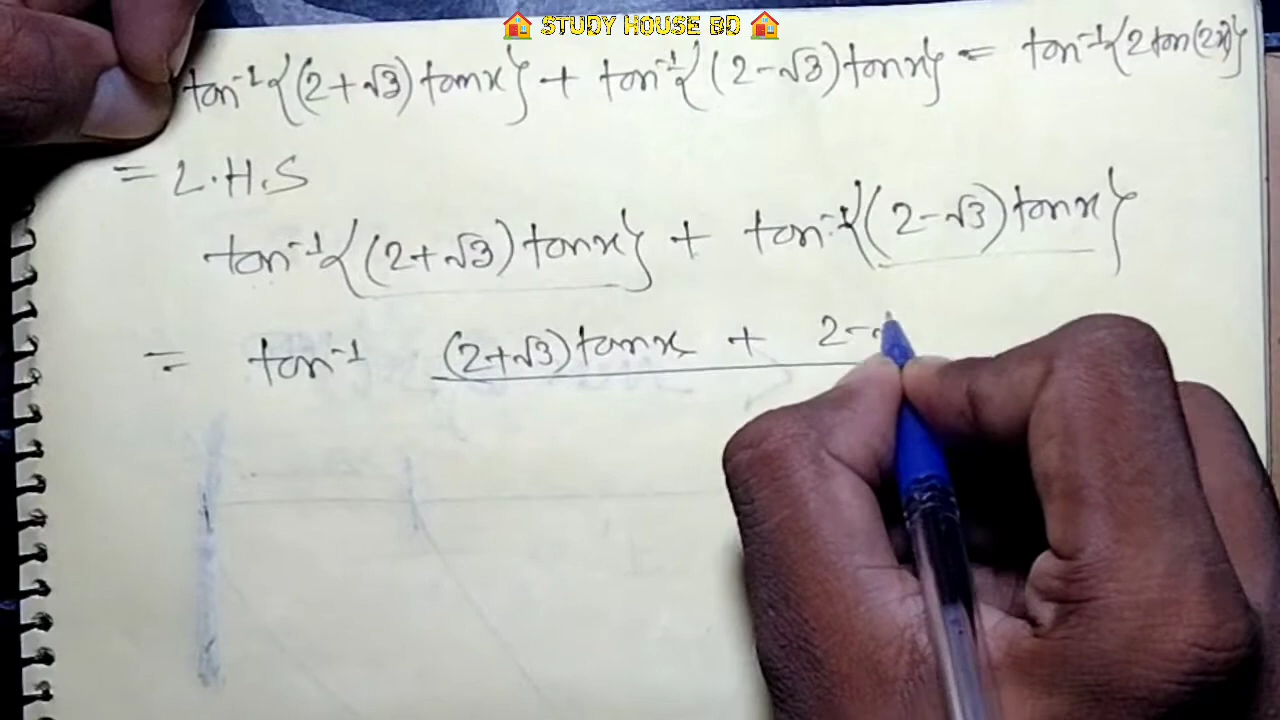 🏠 STUDY HOUSE BD 🏠
tan⁻¹{(2+√3)tanx} + tan⁻¹{(2-√3)tanx} = tan⁻¹{2tan(2x)}
= L.H.S
tan⁻¹{(2+√3)tanx} + tan⁻¹{(2-√3)tanx}
= tan⁻¹ (2+√3)tanx + 2-